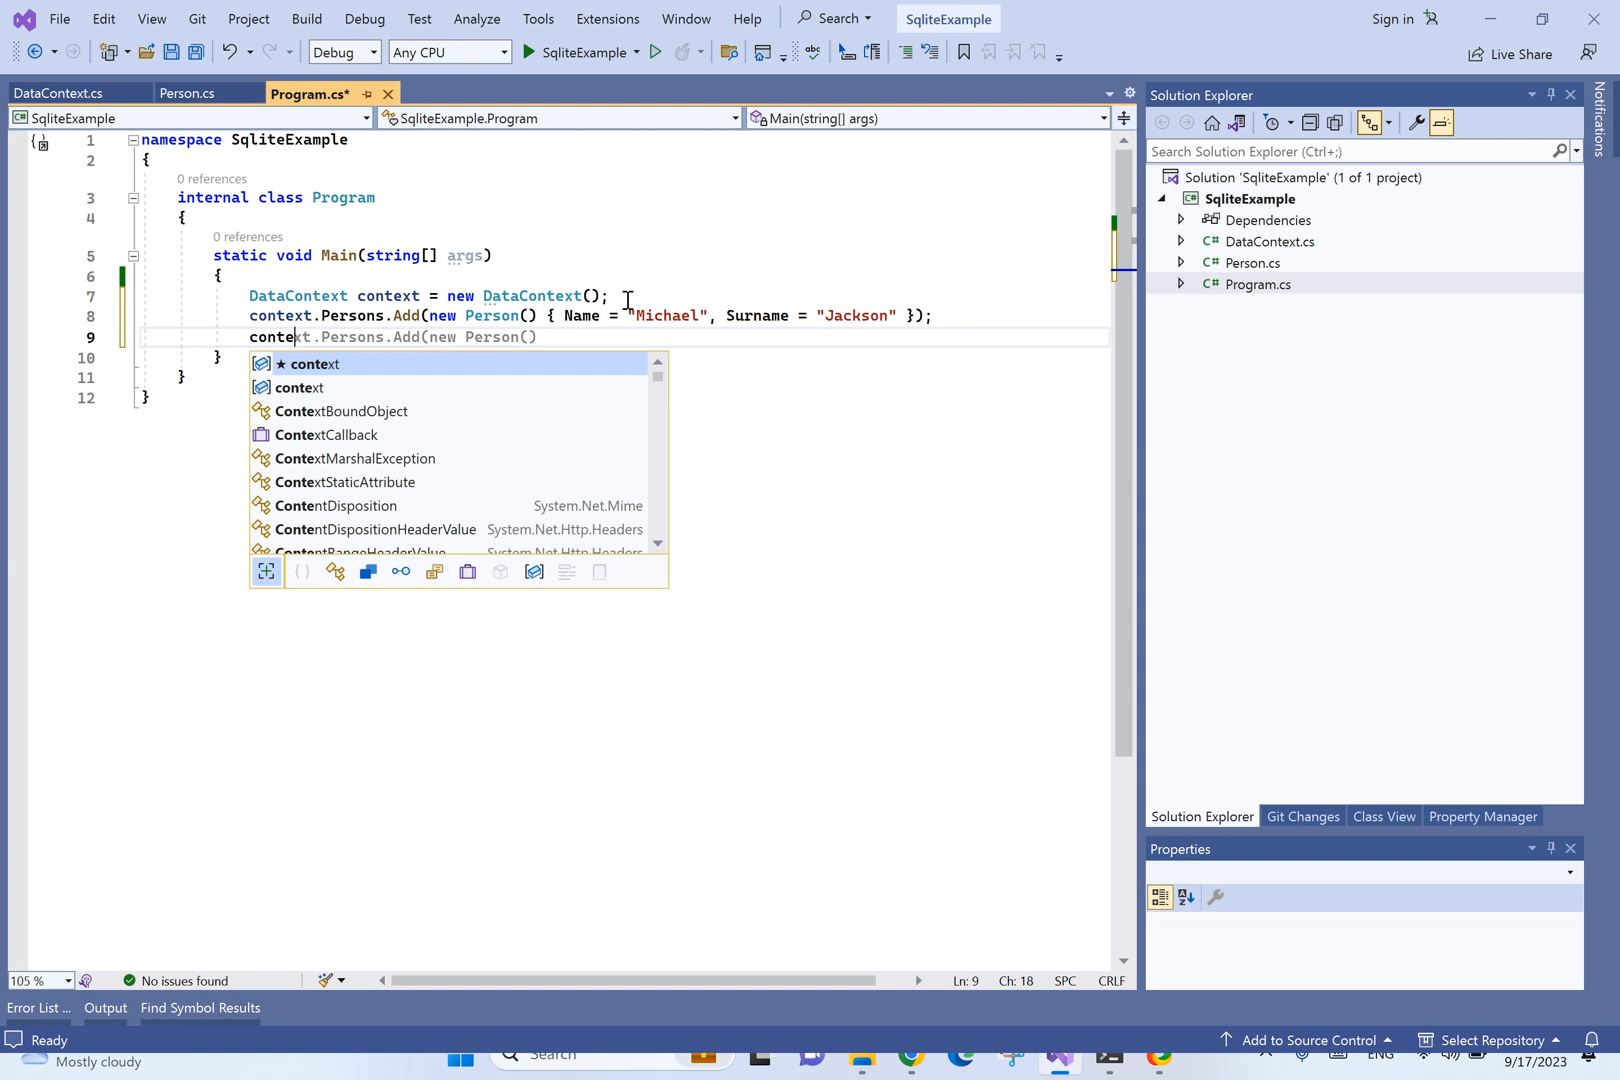 File Edit View Git Project Build Debug Test Analyze Tools Extensions Window Help Search SqliteExample Sign in
Debug Any CPU SqliteExample Live Share
DataContext.cs Person.cs Program.cs*
SqliteExample SqliteExample.Program Main(string[] args)
1 namespace SqliteExample
2 {
0 references
3 internal class Program
4 {
0 references
5 static void Main(string[] args)
6 {
7 DataContext context = new DataContext();
8 context.Persons.Add(new Person() { Name = "Michael", Surname = "Jackson" });
9 context.Persons.Add(new Person()
10 }
11 }
12 }
★ context
context
ContextBoundObject
ContextCallback
ContextMarshalException
ContextStaticAttribute
ContentDisposition System.Net.Mime
ContentDispositionHeaderValue System.Net.Http.Headers
ContentRangeHeaderValue System.Net.Http.Headers
105 % No issues found Ln: 9 Ch: 18 SPC CRLF
Solution Explorer
Search Solution Explorer (Ctrl+;)
Solution 'SqliteExample' (1 of 1 project)
SqliteExample
Dependencies
C# DataContext.cs
C# Person.cs
C# Program.cs
Solution Explorer Git Changes Class View Property Manager
Properties
Notifications
Error List ... Output Find Symbol Results
Ready Add to Source Control Select Repository
Mostly cloudy Search ENG 9/17/2023